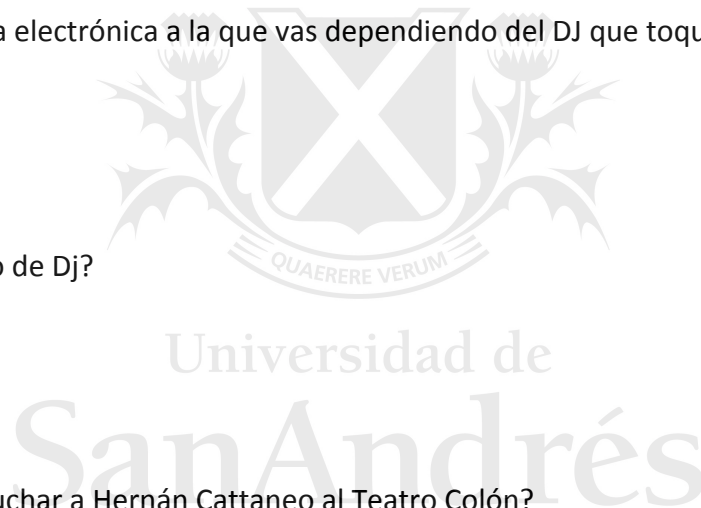 a electrónica a la que vas dependiendo del DJ que toqu
QUAERERE VERUM
o de Dj?
Universidad de
SanAndrés
uchar a Hernán Cattaneo al Teatro Colón?